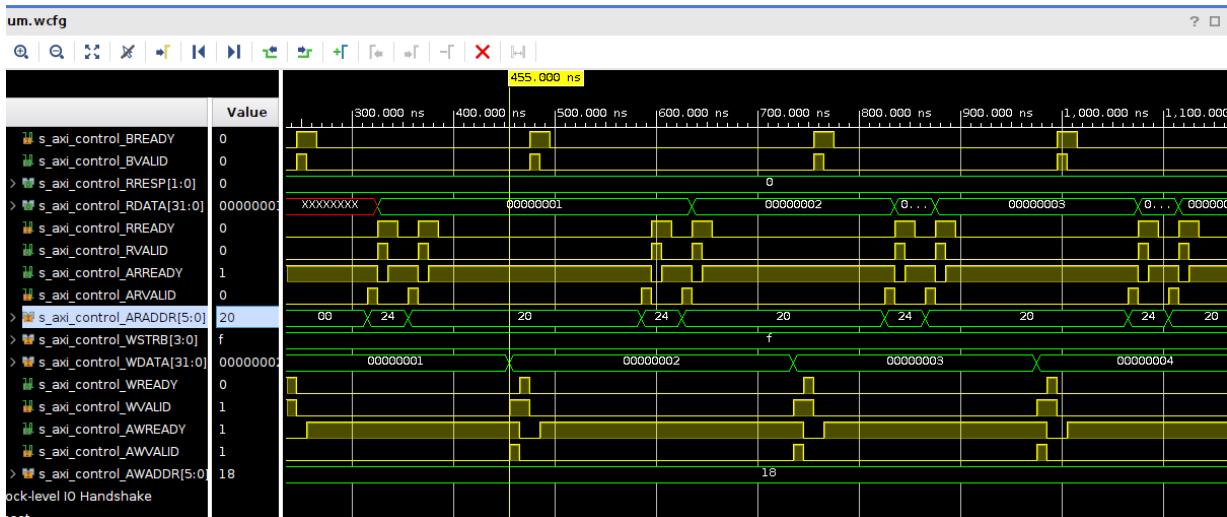 um.wcfg
? □
455.000 ns
Value
300.000 ns 400.000 ns 500.000 ns 600.000 ns 700.000 ns 800.000 ns 900.000 ns 1,000.000 ns 1,100.000
s_axi_control_BREADY 0
s_axi_control_BVALID 0
> s_axi_control_RRESP[1:0] 0 0
> s_axi_control_RDATA[31:0] 00000001 XXXXXXXX 00000001 00000002 0... 00000003 0... 000000
s_axi_control_RREADY 0
s_axi_control_RVALID 0
s_axi_control_ARREADY 1
s_axi_control_ARVALID 0
> s_axi_control_ARADDR[5:0] 20 00 24 20 24 20 24 20 24 20
> s_axi_control_WSTRB[3:0] f f
> s_axi_control_WDATA[31:0] 00000002 00000001 00000002 00000003 00000004
s_axi_control_WREADY 0
s_axi_control_WVALID 1
s_axi_control_AWREADY 1
s_axi_control_AWVALID 1
> s_axi_control_AWADDR[5:0] 18 18
ock-level IO Handshake